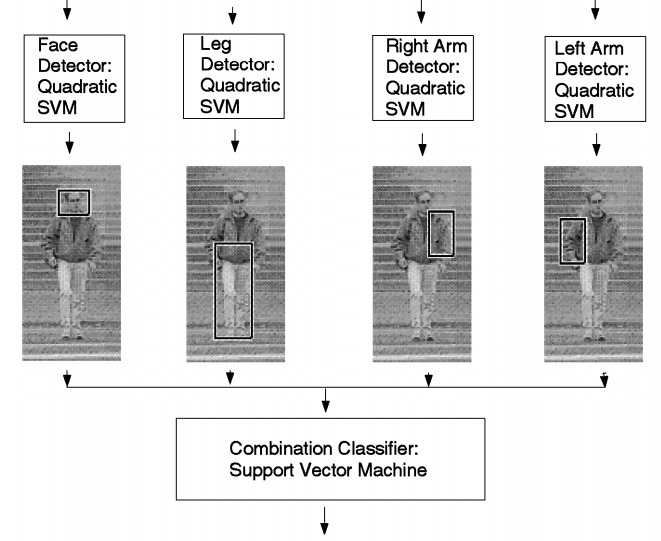 Face
Detector:
Quadratic
SVM
Leg
Detector:
Quadratic
SVM
Right Arm
Detector:
Quadratic
SVM
Left Arm
Detector:
Quadratic
SVM
Combination Classifier:
Support Vector Machine